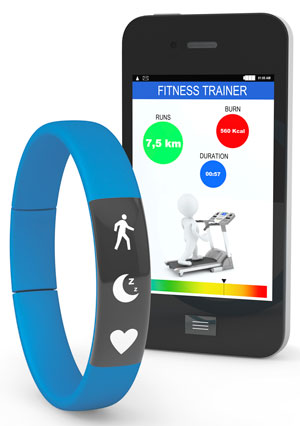 FITNESS TRAINER
BURN
560 Kcal
RUNS
7,5 km
DURATION
00:57
z
z